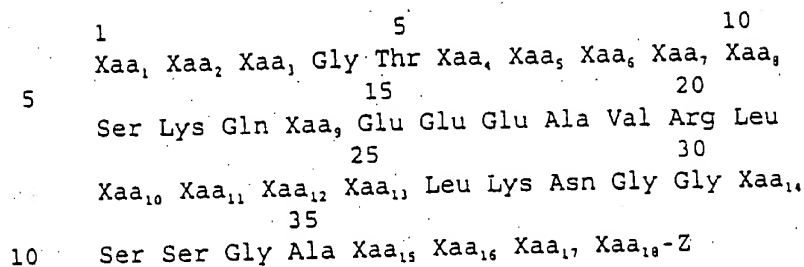 1 5 10
Xaa₁ Xaa₂ Xaa₃ Gly Thr Xaa₄ Xaa₅ Xaa₆ Xaa₇ Xaa₈
5 15 20
Ser Lys Gln Xaa₉ Glu Glu Glu Ala Val Arg Leu
25 30
Xaa₁₀ Xaa₁₁ Xaa₁₂ Xaa₁₃ Leu Lys Asn Gly Gly Xaa₁₄
35
10 Ser Ser Gly Ala Xaa₁₅ Xaa₁₆ Xaa₁₇ Xaa₁₈-Z